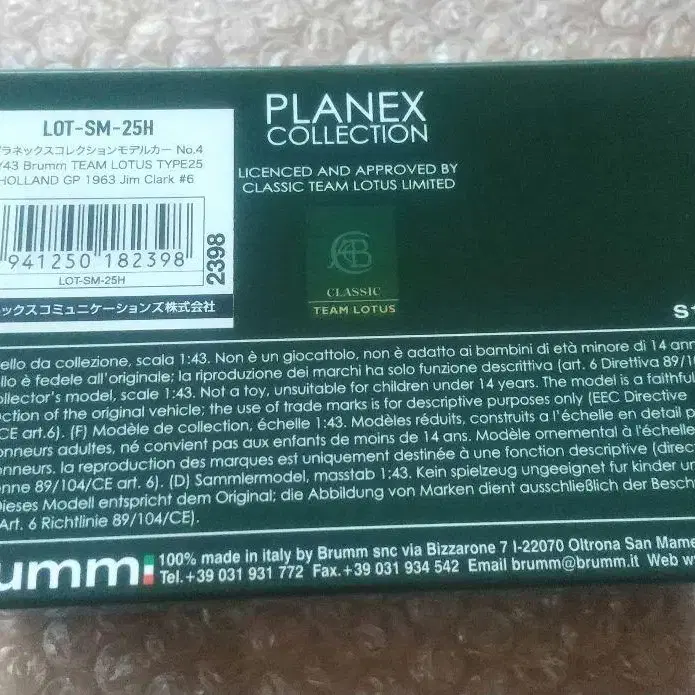 LOT-SM-25H
ラネックスコレクションモデルカー No.4
43 Brumm TEAM LOTUS TYPE25
HOLLAND GP 1963 Jim Clark #6
941250 182398
2398
LOT-SM-25H
ックスコミュニケーションズ株式会社
PLANEX
COLLECTION
LICENCED AND APPROVED BY
CLASSIC TEAM LOTUS LIMITED
CLASSIC
TEAM LOTUS
ello da collezione, scala 1:43. Non è un giocattolo, non è adatto ai bambini di età minore di 14 ann
llo è fedele all'originale; la riproduzione dei marchi ha solo funzione descrittiva (art. 6 Direttiva 89/1
ollector's model, scale 1:43. Not a toy, unsuitable for children under 14 years. The model is a faithful
ction of the original vehicle; the use of trade marks is for descriptive purposes only (EEC Directive
CE art.6). (F) Modèle de collection, échelle 1:43. Modèles réduits, construits a l'échelle en detail p
onneurs adultes, né convient pas aux enfants de moins de 14 ans. Modèle ornemental à l'échelle
onneurs. la reproduction des marques est uniquement destinée à une fonction descriptive (direc
enne 89/104/CE art. 6). (D) Sammlermodel, masstab 1:43. Kein spielzeug ungeeignet fur kinder un
Dieses Modell entspricht dem Original; die Abbildung von Marken dient ausschließlich der Besch
Art. 6 Richtlinie 89/104/CE).
umm
100% made in italy by Brumm snc via Bizzarone 7 I-22070 Oltrona San Mame
Tel.+39 031 931 772 Fax.+39 031 934 542 Email brumm@brumm.it Web w